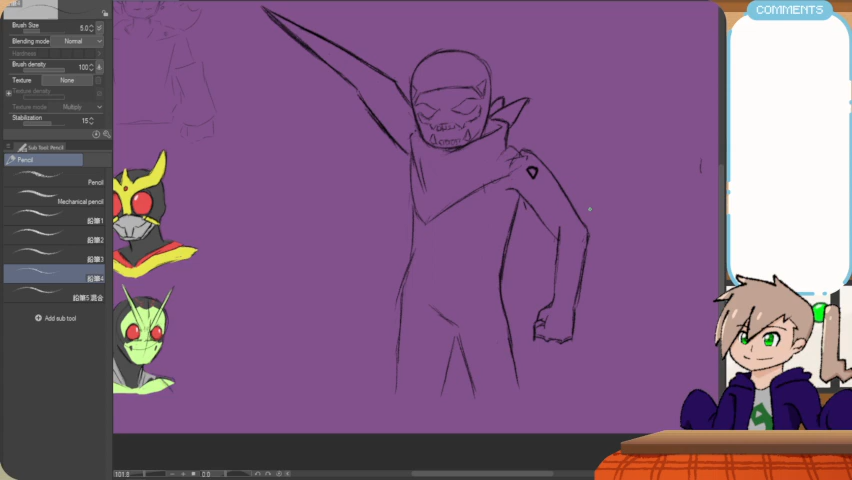 COMMENTS
Brush Size
5.0
Blending mode
Normal
Hardness
Brush density
100
Texture
None
Texture density
Texture mode
Multiply
Stabilization
15
Sub Tool: Pencil
Pencil
Pencil
Mechanical pencil
鉛筆1
鉛筆2
鉛筆3
鉛筆4
鉛筆5 混合
Add sub tool
101.8
0.0